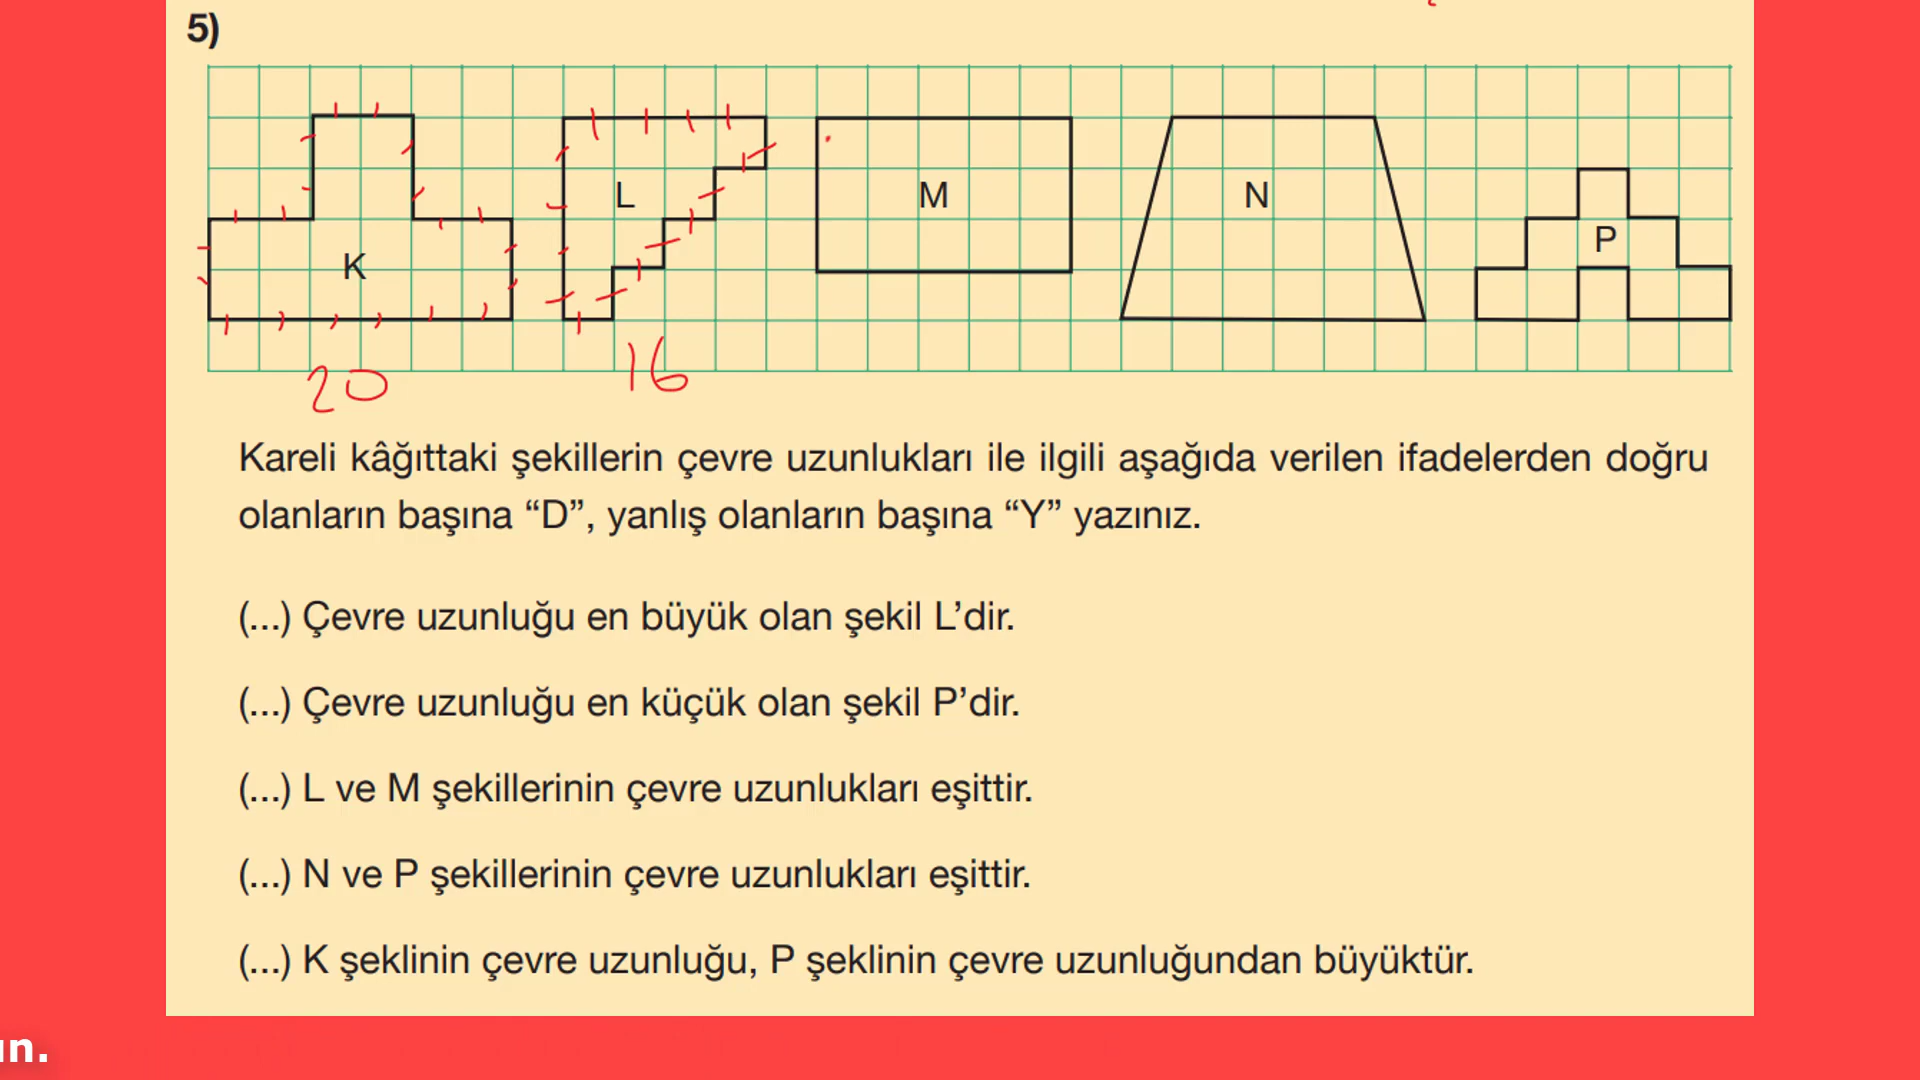 5)
K
L
M
N
P
20
16
Kareli kâğıttaki şekillerin çevre uzunlukları ile ilgili aşağıda verilen ifadelerden doğru
olanların başına “D”, yanlış olanların başına “Y” yazınız.
(...) Çevre uzunluğu en büyük olan şekil L’dir.
(...) Çevre uzunluğu en küçük olan şekil P’dir.
(...) L ve M şekillerinin çevre uzunlukları eşittir.
(...) N ve P şekillerinin çevre uzunlukları eşittir.
(...) K şeklinin çevre uzunluğu, P şeklinin çevre uzunluğundan büyüktür.